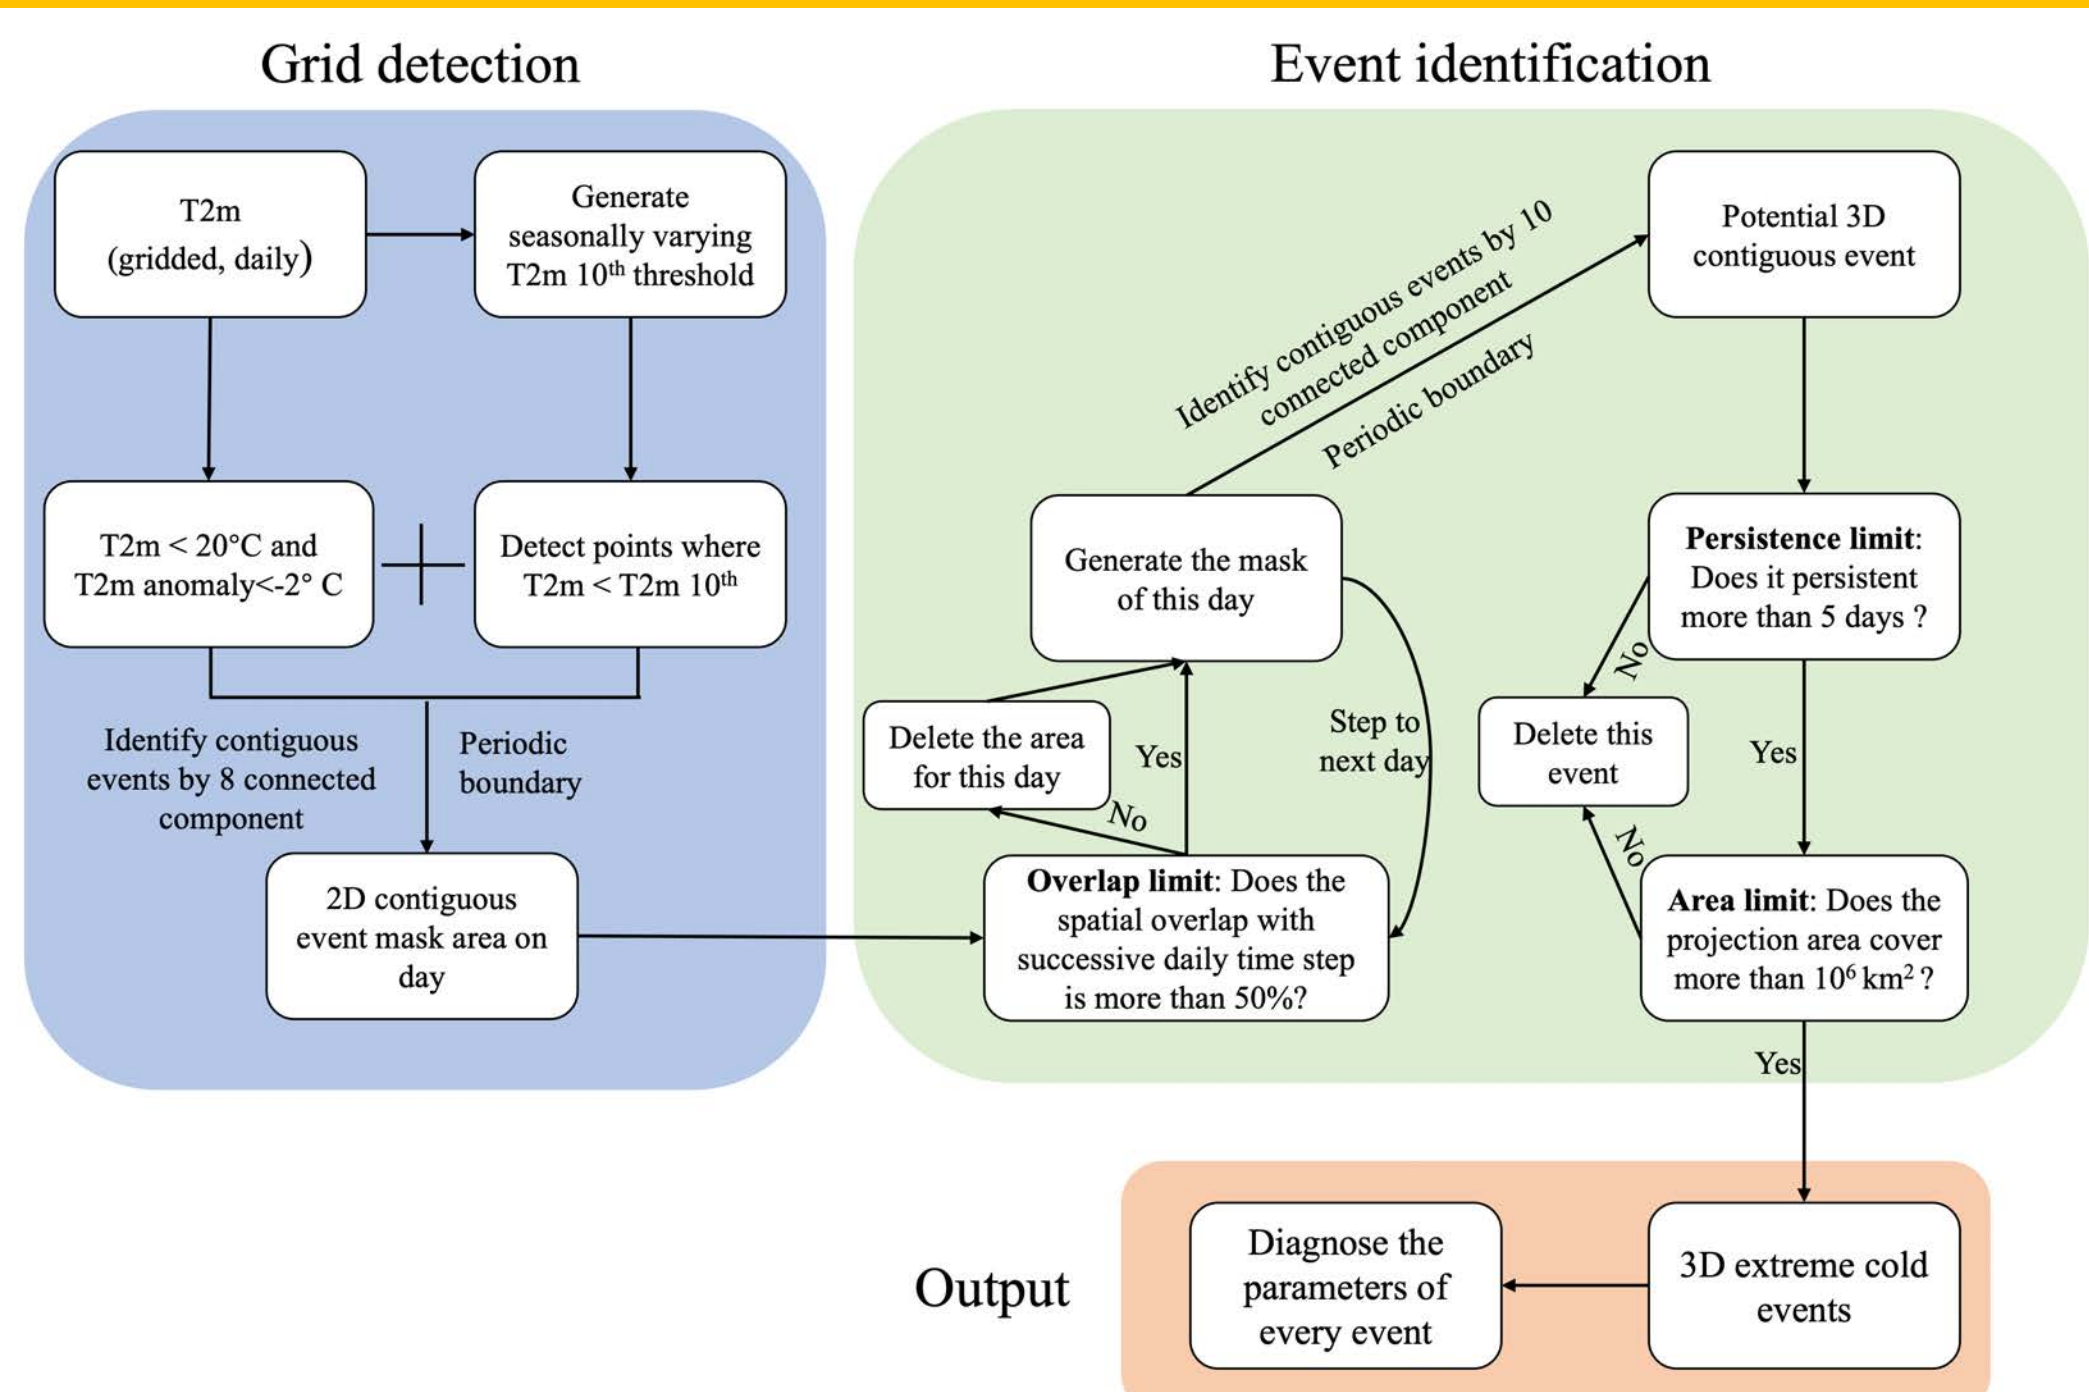 Grid detection
T2m
(gridded, daily)
Generate
seasonally varying
T2m 10th threshold
T2m < 20°C and
T2m anomaly<-2° C
Detect points where
T2m < T2m 10th
Identify contiguous
events by 8 connected
component
Periodic
boundary
2D contiguous
event mask area on
day
Event identification
Overlap limit: Does the
spatial overlap with
successive daily time step
is more than 50%?
No
Delete the area
for this day
Yes
Generate the mask
of this day
Step to
next day
Identify contiguous events by 10
connected component
Periodic boundary
Potential 3D
contiguous event
Persistence limit:
Does it persistent
more than 5 days ?
No
Delete this
event
Yes
No
Area limit: Does the
projection area cover
more than 10⁶ km² ?
Yes
Output
3D extreme cold
events
Diagnose the
parameters of
every event